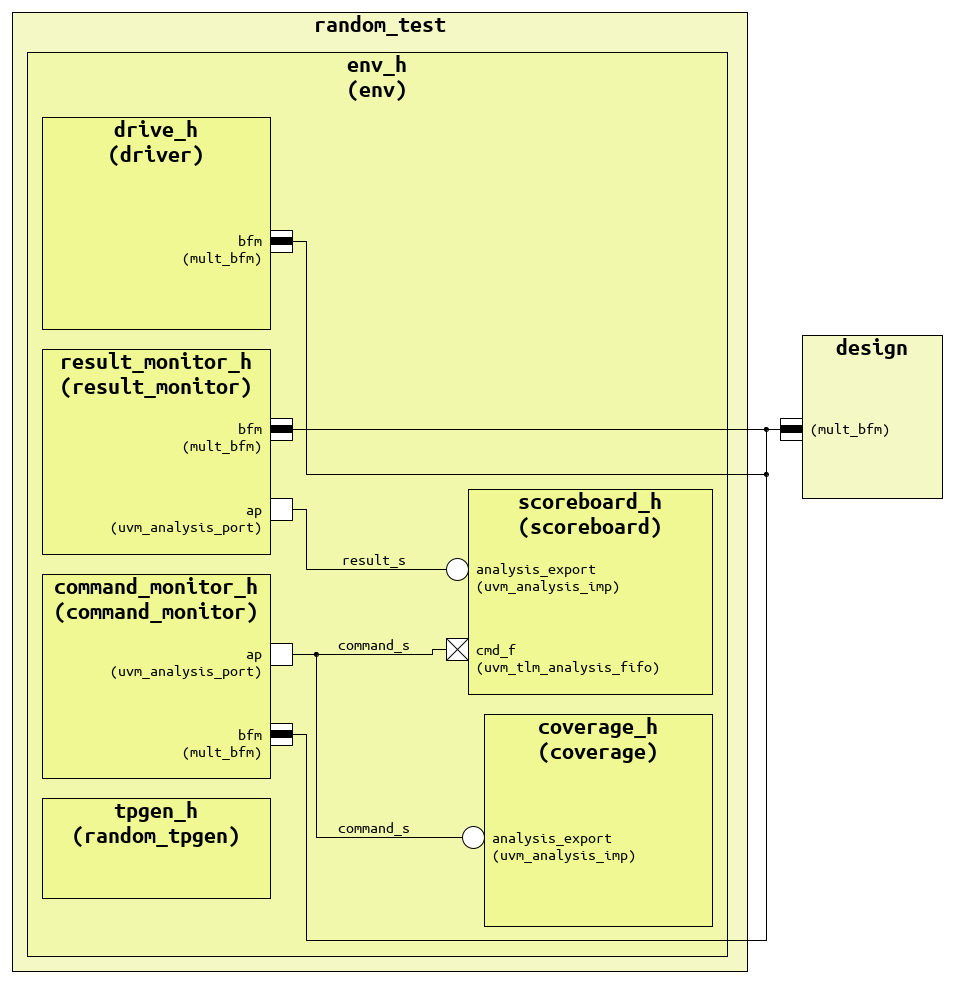 random_test
env_h
(env)
drive_h
(driver)
bfm
(mult_bfm)
result_monitor_h
(result_monitor)
bfm
(mult_bfm)
ap
(uvm_analysis_port)
command_monitor_h
(command_monitor)
ap
(uvm_analysis_port)
bfm
(mult_bfm)
tpgen_h
(random_tpgen)
result_s
command_s
command_s
scoreboard_h
(scoreboard)
analysis_export
(uvm_analysis_imp)
cmd_f
(uvm_tlm_analysis_fifo)
coverage_h
(coverage)
analysis_export
(uvm_analysis_imp)
design
(mult_bfm)